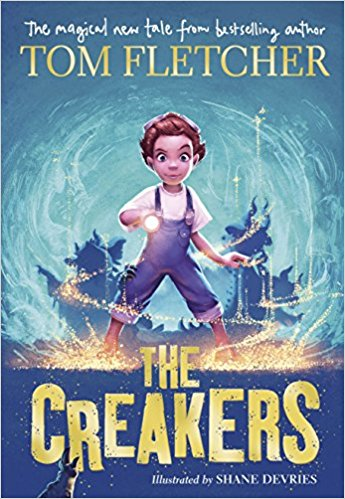 The magical new tale from bestselling author
TOM FLETCHER
THE
CREAKERS
Illustrated by SHANE DEVRIES